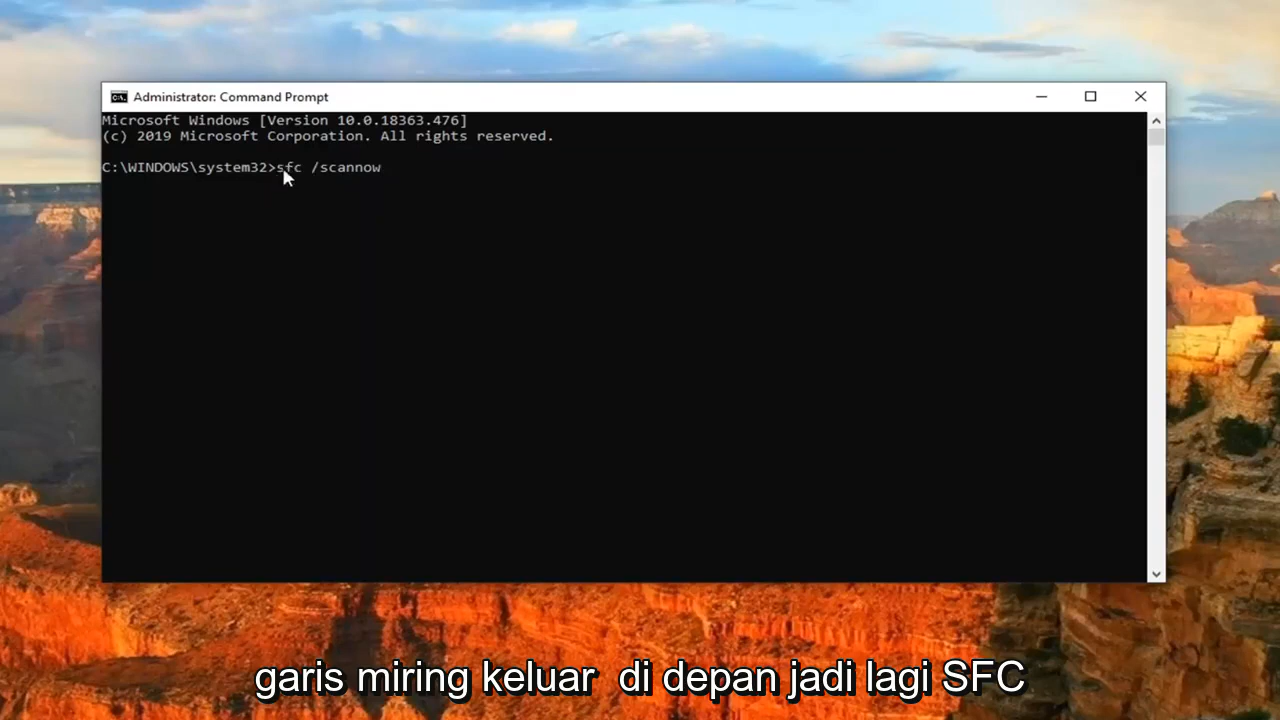 Administrator: Command Prompt
Microsoft Windows [Version 10.0.18363.476]
(c) 2019 Microsoft Corporation. All rights reserved.
C:\WINDOWS\system32>sfc /scannow
garis miring keluar  di depan jadi lagi SFC